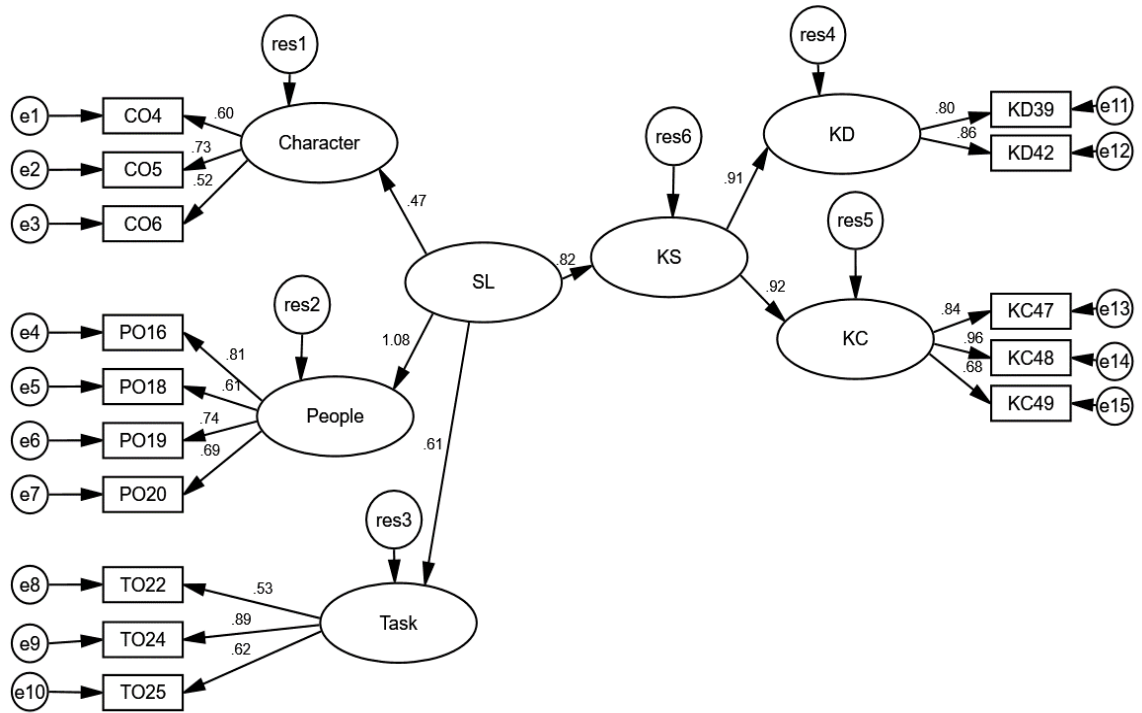 res1
res4
e1
CO4
.60
Character
KD
.80
KD39
e11
.86
KD42
e12
e2
CO5
.73
.52
e3
CO6
res6
.91
.47
res5
SL
.82
KS
.92
res2
e4
PO16
.81
1.08
KC
.84
KC47
e13
.96
KC48
e14
.68
KC49
e15
e5
PO18
.61
People
e6
PO19
.74
.69
e7
PO20
.61
res3
e8
TO22
.53
Task
e9
TO24
.89
.62
e10
TO25